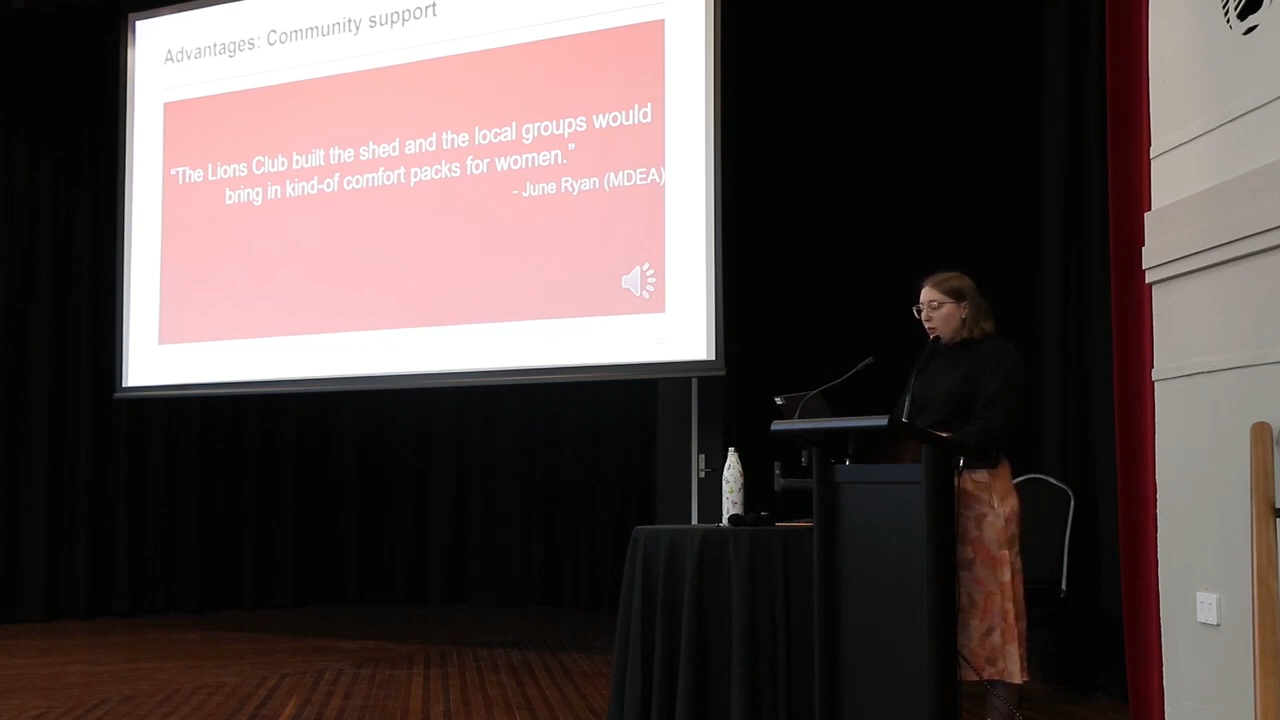 Advantages: Community support
“The Lions Club built the shed and the local groups would
bring in kind-of comfort packs for women.”
- June Ryan (MDEA)